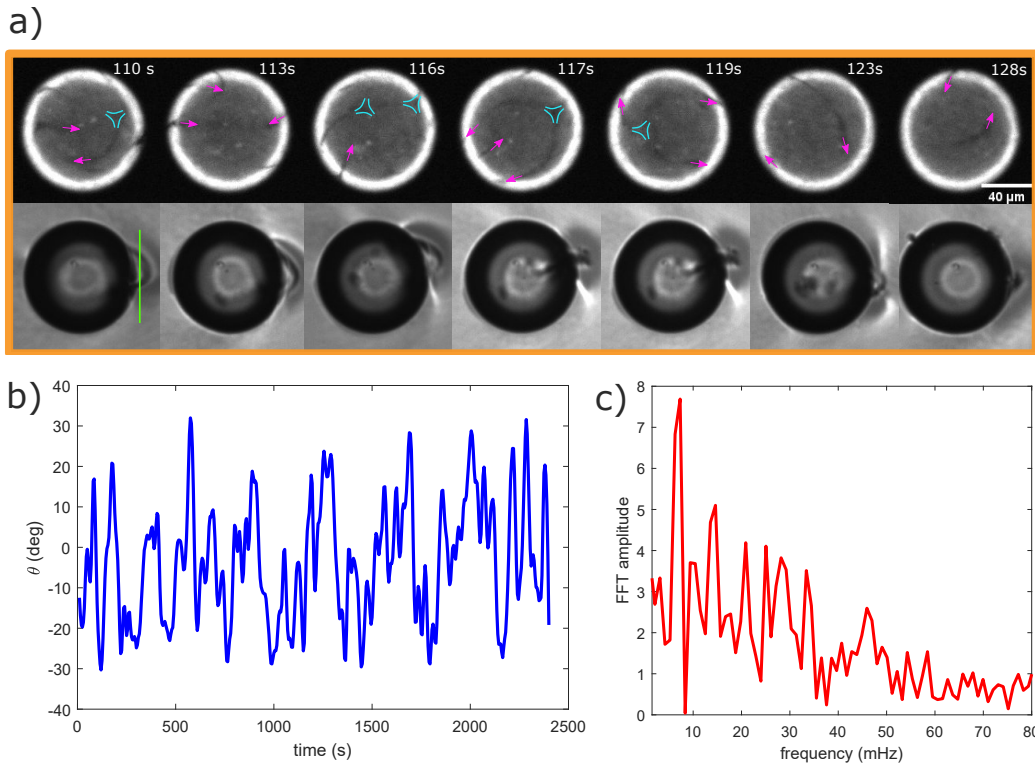 a)
110 s 113s 116s 117s 119s 123s 128s
40 µm
b)
40
30
20
10
0
-10
-20
-30
-40
θ (deg)
0 500 1000 1500 2000 2500
time (s)
c)
8
7
6
5
4
3
2
1
0
FFT amplitude
10 20 30 40 50 60 70 80
frequency (mHz)